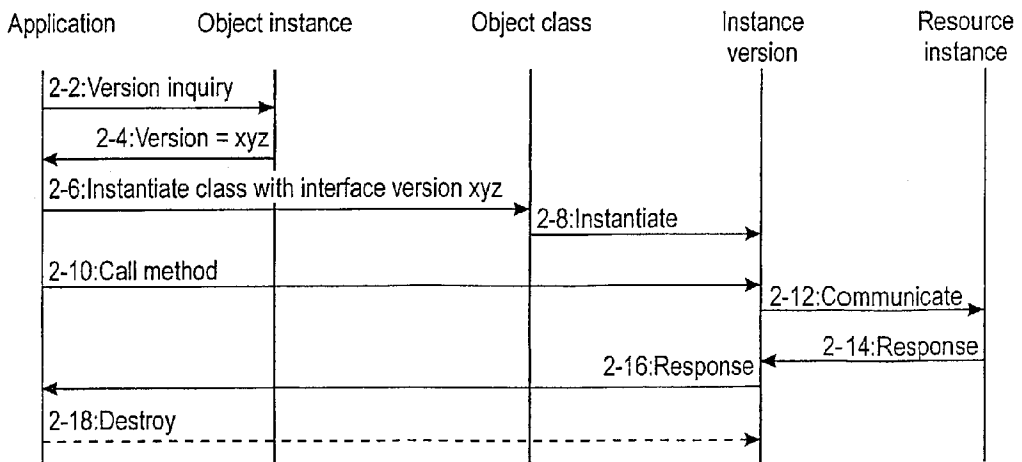 Application
Object instance
Object class
Instance
version
Resource
instance
2-2:Version inquiry
2-4:Version = xyz
2-6:Instantiate class with interface version xyz
2-8:Instantiate
2-10:Call method
2-12:Communicate
2-14:Response
2-16:Response
2-18:Destroy